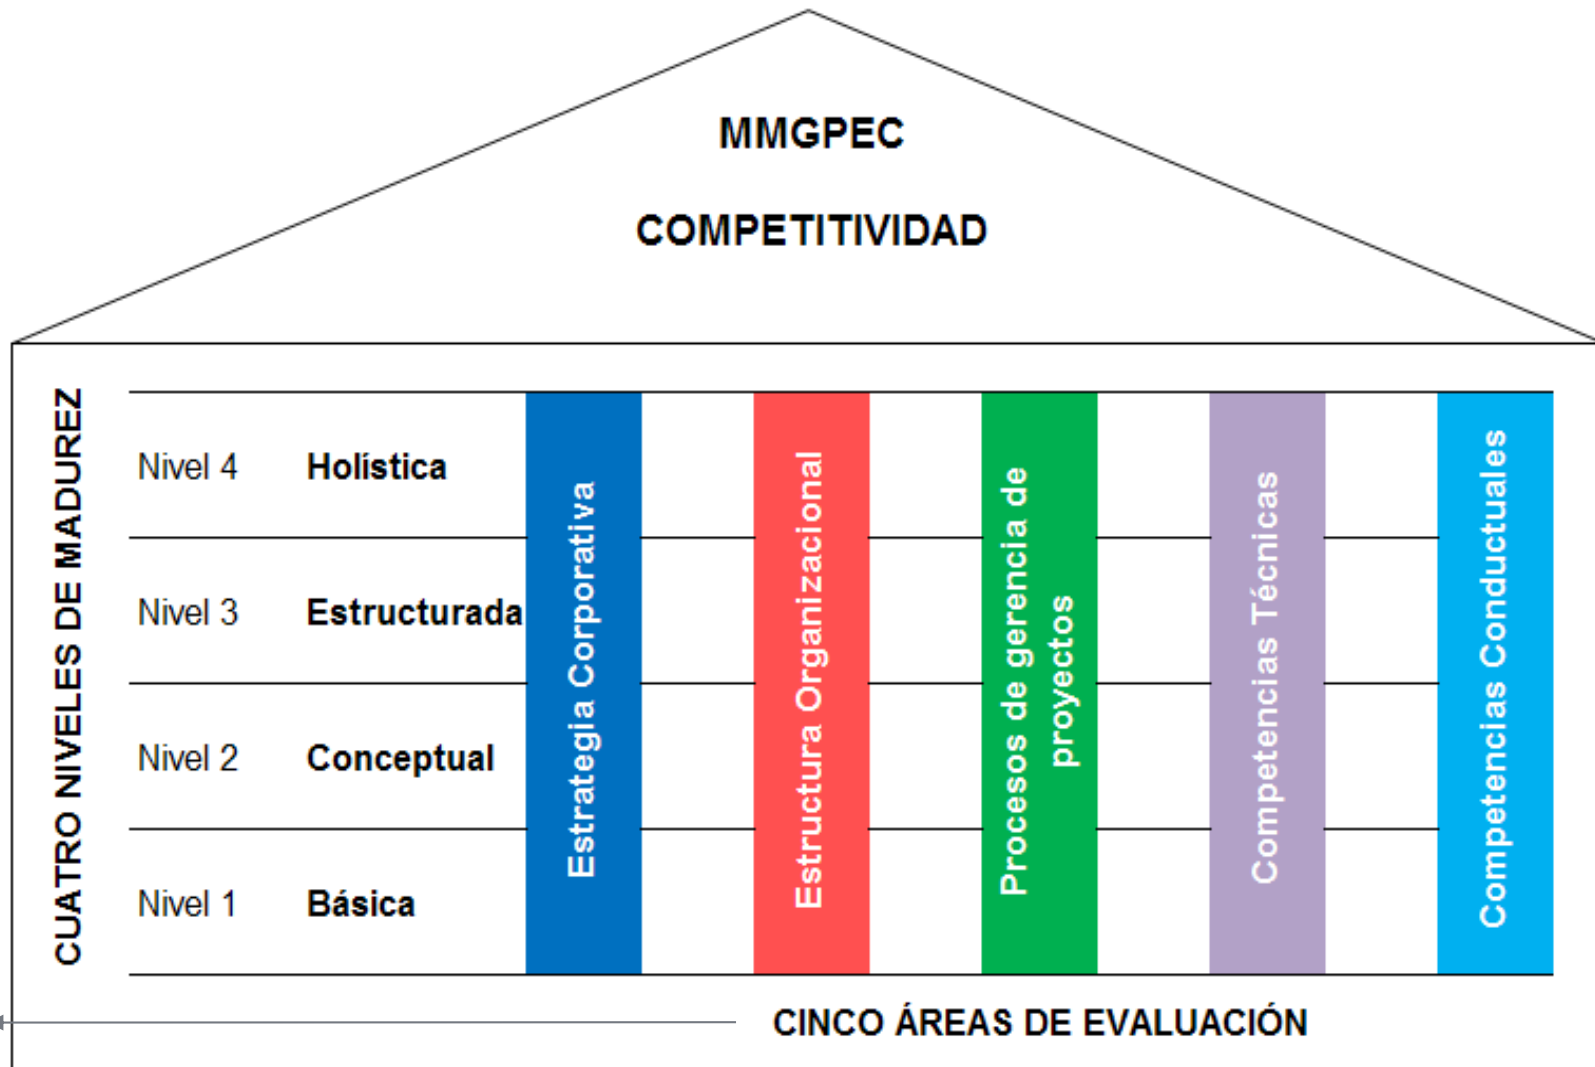 MMGPEC
COMPETITIVIDAD
CUATRO NIVELES DE MADUREZ
Nivel 4 Holística
Nivel 3 Estructurada
Nivel 2 Conceptual
Nivel 1 Básica
Estrategia Corporativa
Estructura Organizacional
Procesos de gerencia de
proyectos
Competencias Técnicas
Competencias Conductuales
CINCO ÁREAS DE EVALUACIÓN